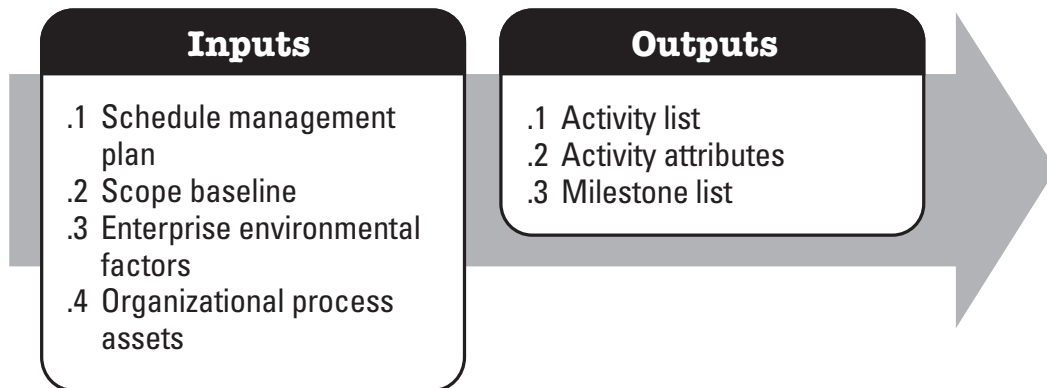 Inputs
.1 Schedule management
plan
.2 Scope baseline
.3 Enterprise environmental
factors
.4 Organizational process
assets
Outputs
.1 Activity list
.2 Activity attributes
.3 Milestone list